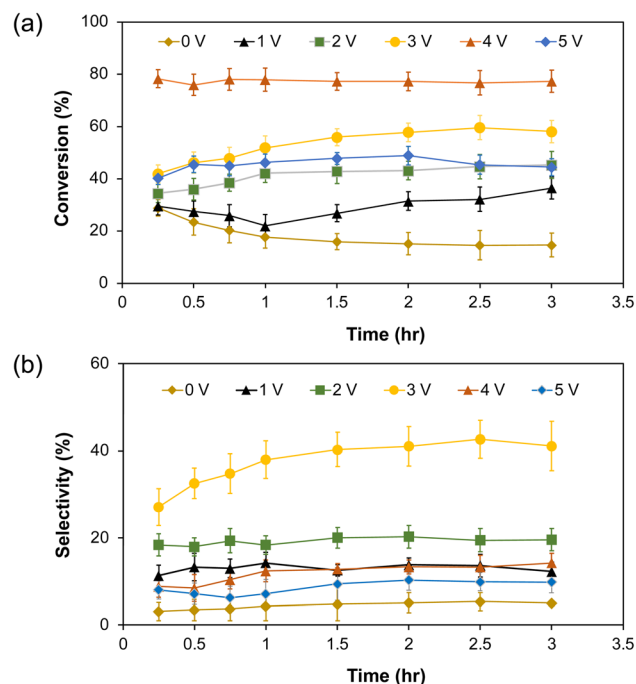 (a)
100
0 V 1 V 2 V 3 V 4 V 5 V
80
60
40
20
0
Conversion (%)
0 0.5 1 1.5 2 2.5 3 3.5
Time (hr)
(b)
60
0 V 1 V 2 V 3 V 4 V 5 V
40
20
0
Selectivity (%)
0 0.5 1 1.5 2 2.5 3 3.5
Time (hr)